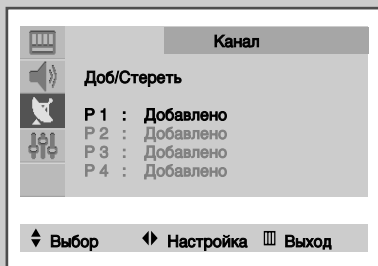 Канал
Доб/Стереть
P 1 : Добавлено
P 2 : Добавлено
P 3 : Добавлено
P 4 : Добавлено
Выбор Настройка Выход